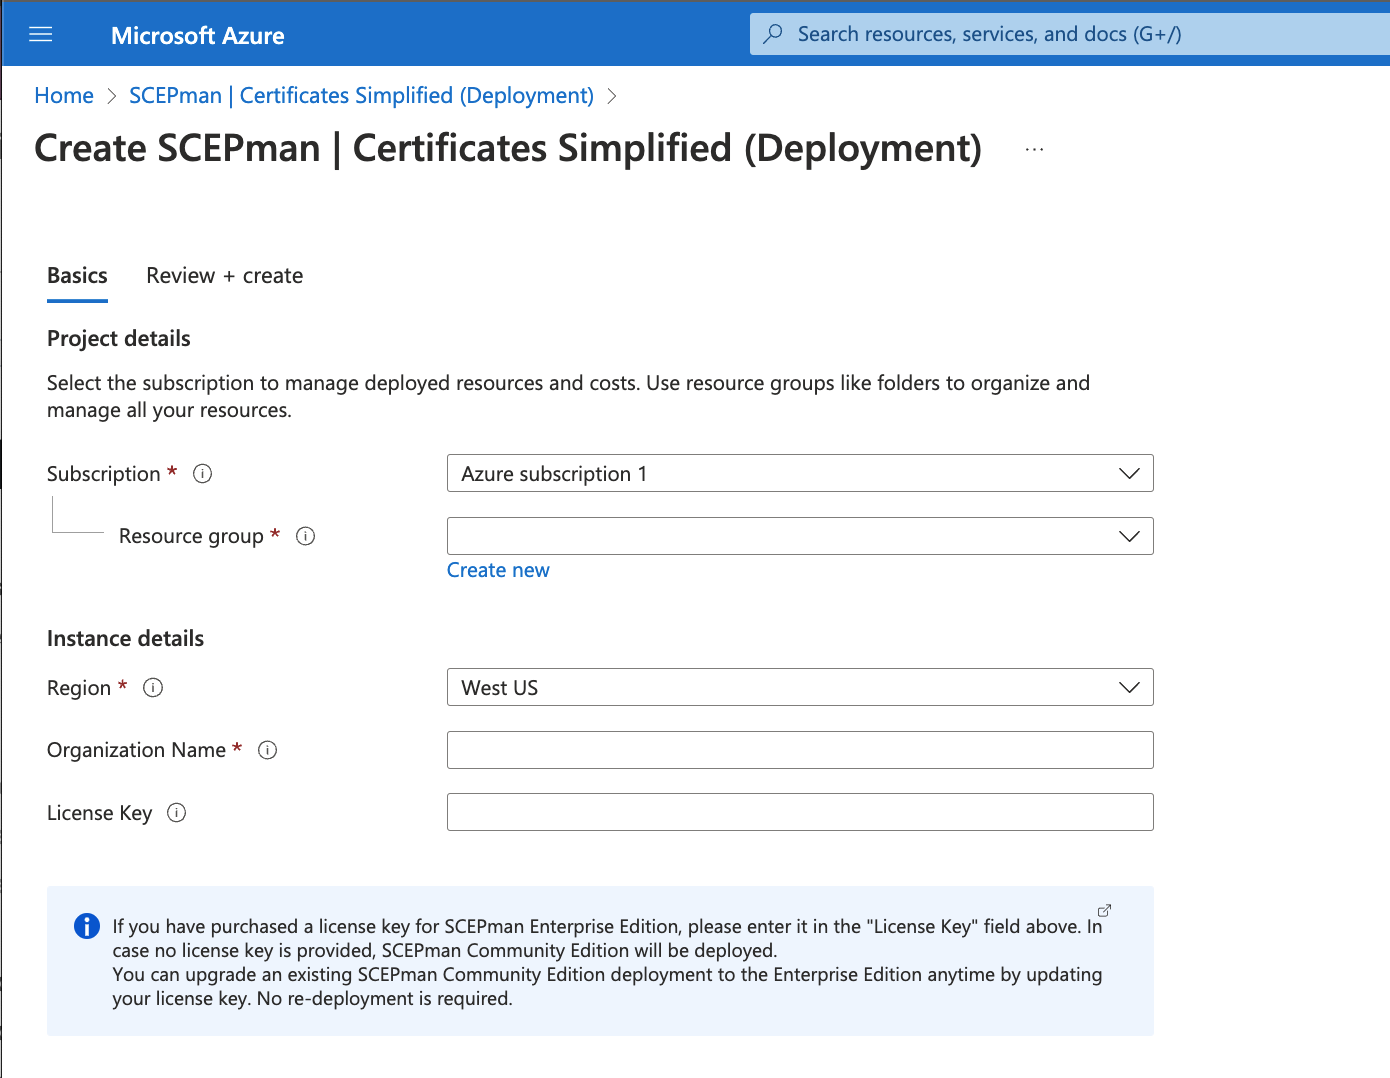 Microsoft Azure
Search resources, services, and docs (G+/)
Home > SCEPman | Certificates Simplified (Deployment) >
Create SCEPman | Certificates Simplified (Deployment) ...
Basics
Review + create
Project details
Select the subscription to manage deployed resources and costs. Use resource groups like folders to organize and
manage all your resources.
Subscription *
Azure subscription 1
Resource group *
Create new
Instance details
Region *
West US
Organization Name *
License Key
If you have purchased a license key for SCEPman Enterprise Edition, please enter it in the "License Key" field above. In
case no license key is provided, SCEPman Community Edition will be deployed.
You can upgrade an existing SCEPman Community Edition deployment to the Enterprise Edition anytime by updating
your license key. No re-deployment is required.